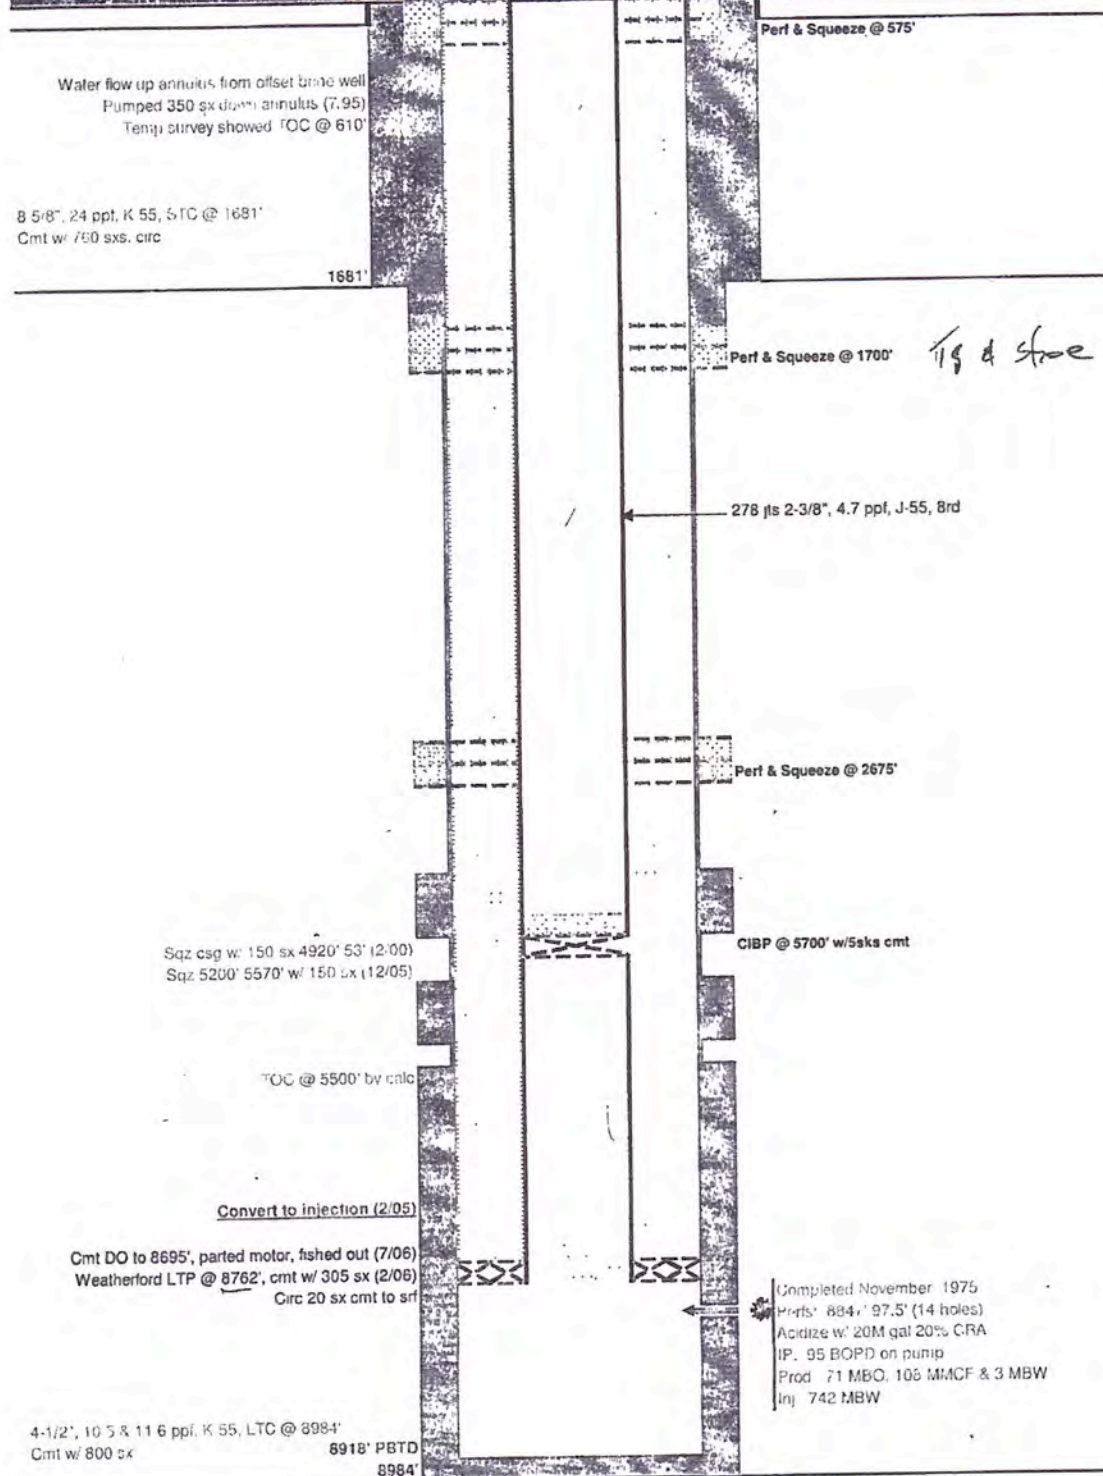 Perf & Squeeze @ 575'
Water flow up annulus from offset brine well
Pumped 350 sx down annulus (7.95)
Temp survey showed TOC @ 610'
8 5/8", 24 ppf, K 55, STC @ 1681'
Cmt w/ 760 sxs. circ
1681'
Perf & Squeeze @ 1700'
& shoe
278 jts 2-3/8", 4.7 ppf, J-55, 8rd
Perf & Squeeze @ 2675'
Sqz csg w/ 150 sx 4920' 53' (2/00)
Sqz 5200' 5570' w/ 150 sx (12/05)
CIBP @ 5700' w/5sks cmt
TOC @ 5500' by calc
Convert to injection (2/05)
Cmt DO to 8695', parted motor, fished out (7/06)
Weatherford LTP @ 8762', cmt w/ 305 sx (2/06)
Circ 20 sx cmt to srf
Completed November 1975
Perfs' 97.5' (14 holes)
Acidize w/ 20M gal 20% CRA
IP. 95 BOPD on pump
Prod 71 MBO, 106 MMCF & 3 MBW
Inj 742 MBW
4-1/2", 10 5 & 11 6 ppf, K 55, LTC @ 8984'
Cmt w/ 800 sx
8918' PBTD
8984'